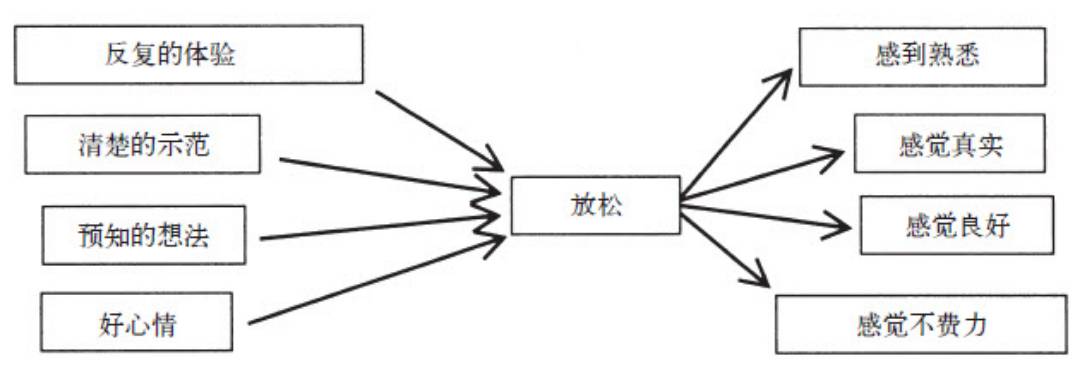 反复的体验
清楚的示范
预知的想法
好心情
放松
感到熟悉
感觉真实
感觉良好
感觉不费力